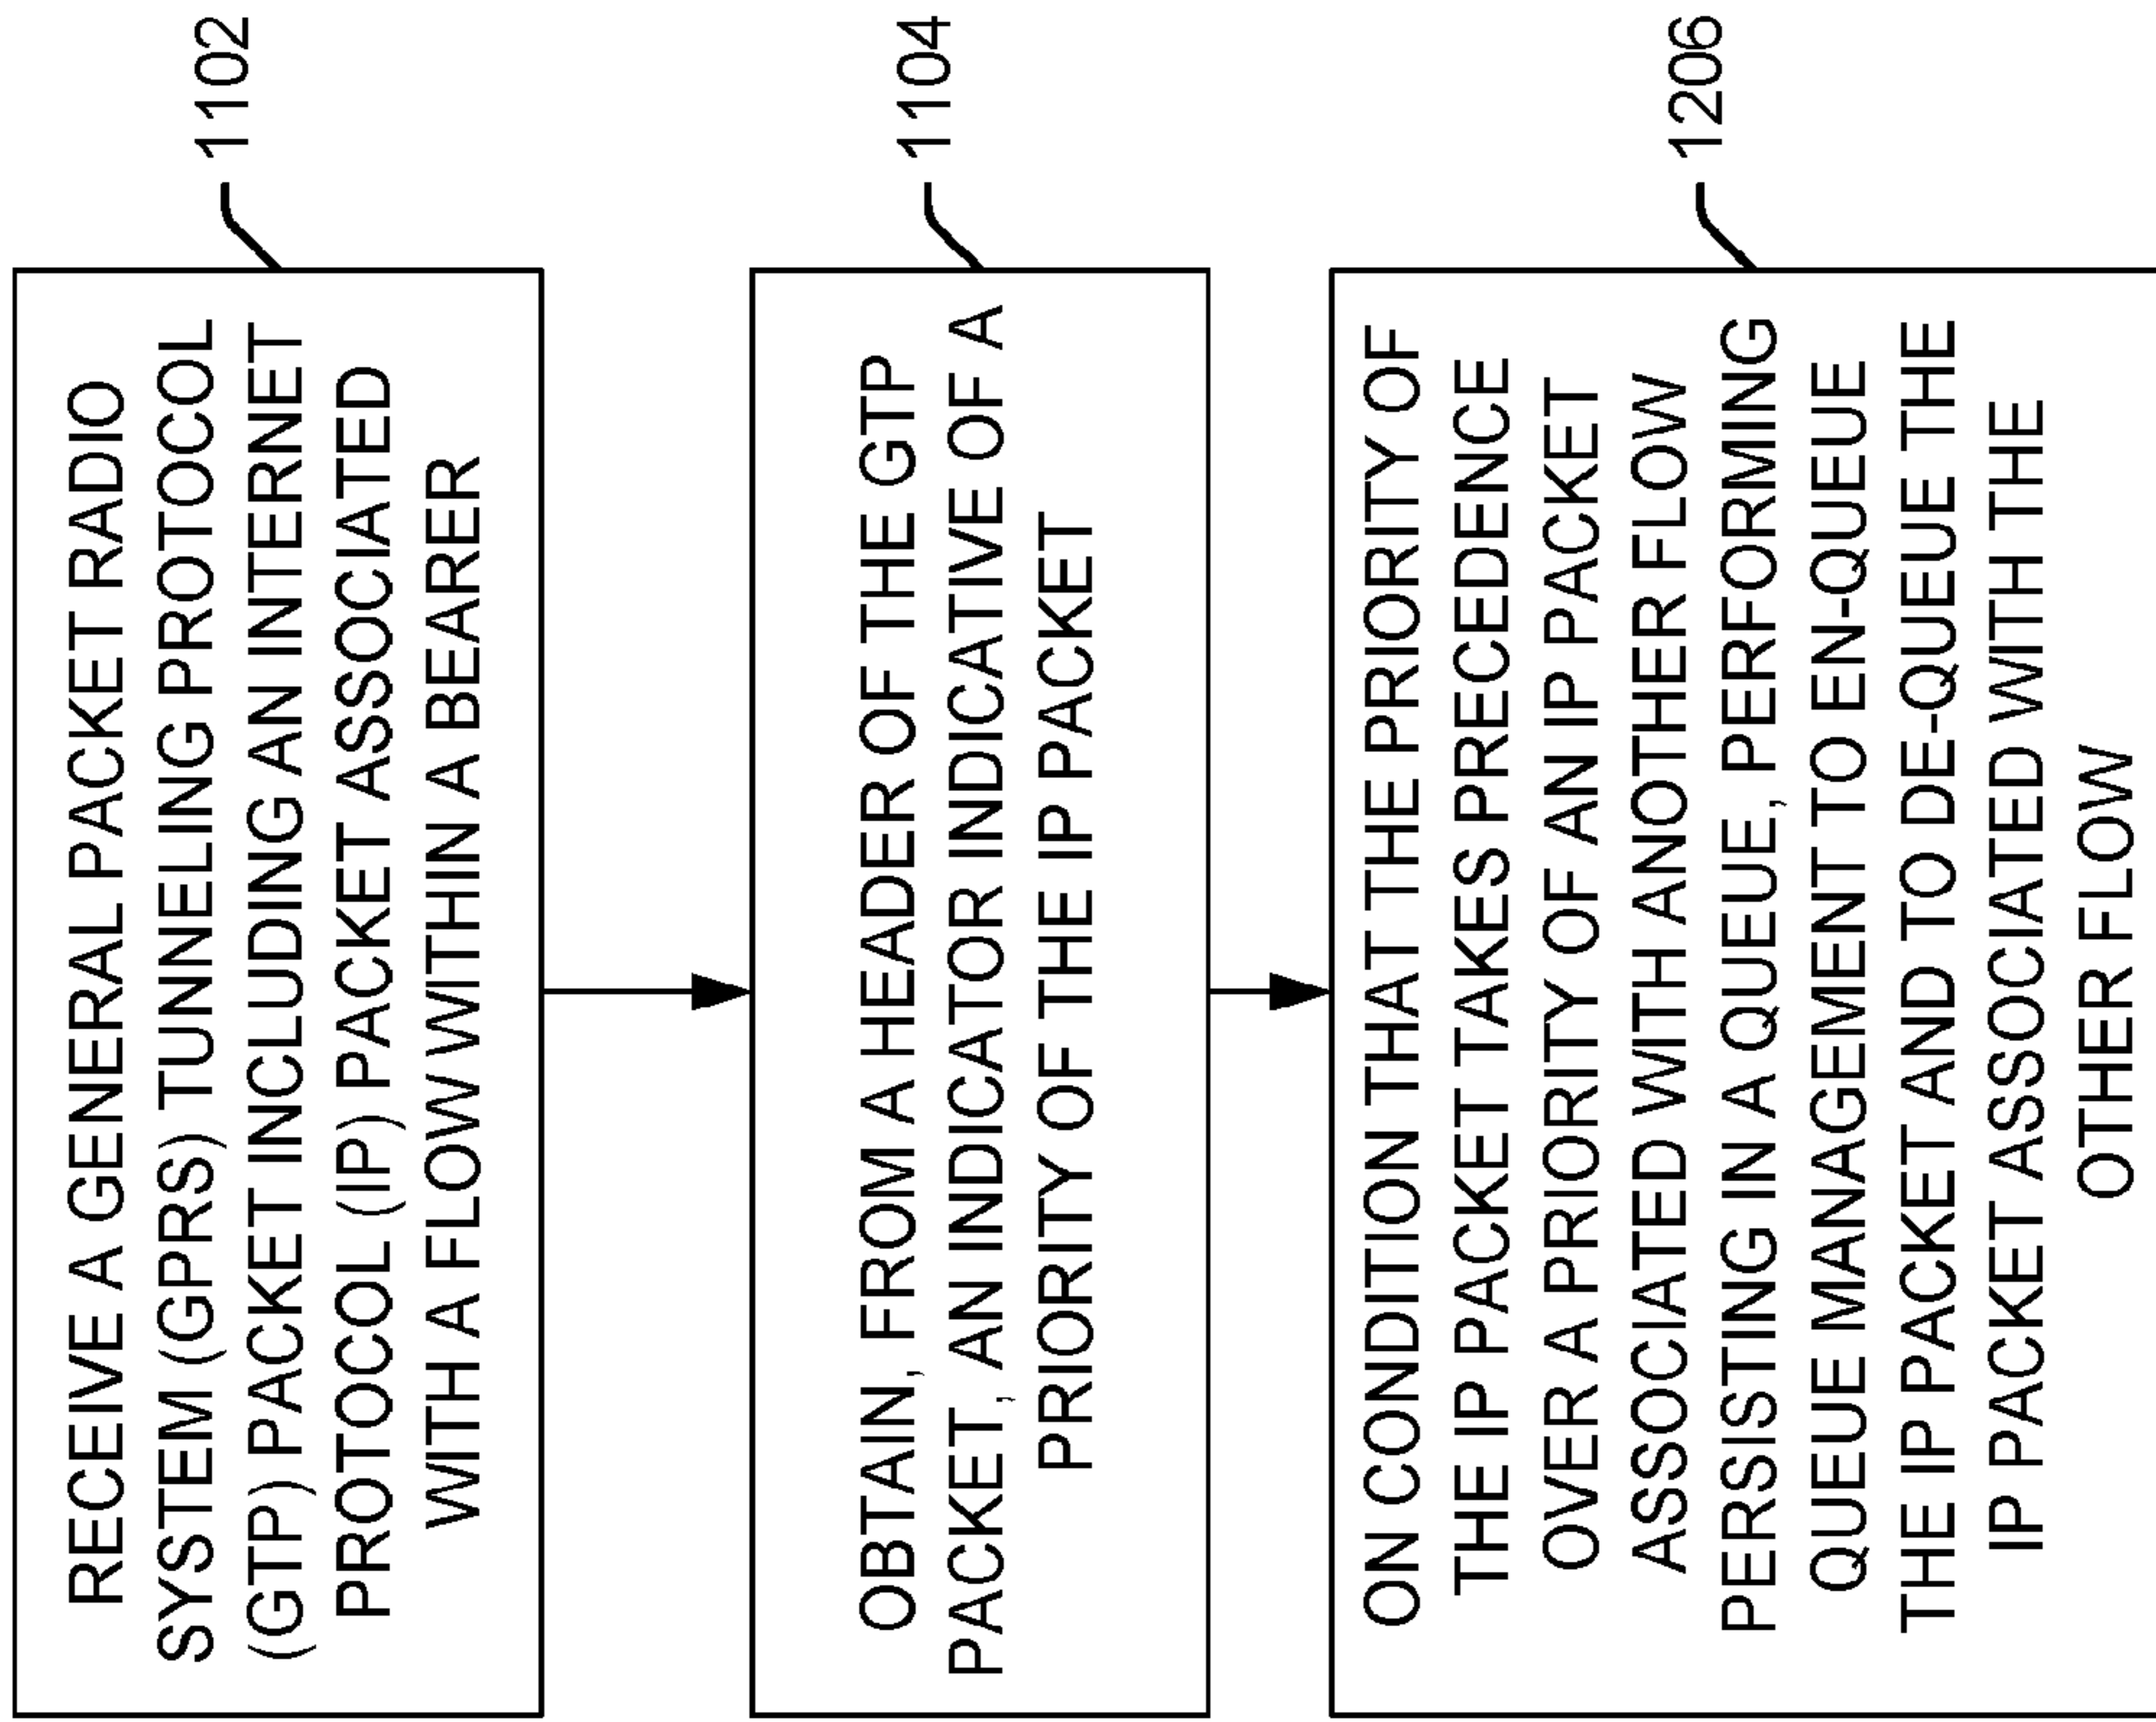 RECEIVE A GENERAL PACKET RADIO
SYSTEM (GPRS) TUNNELING PROTOCOL
(GTP) PACKET INCLUDING AN INTERNET
PROTOCOL (IP) PACKET ASSOCIATED
WITH A FLOW WITHIN A BEARER
1102
OBTAIN, FROM A HEADER OF THE GTP
PACKET, AN INDICATOR INDICATIVE OF A
PRIORITY OF THE IP PACKET
1104
ON CONDITION THAT THE PRIORITY OF
THE IP PACKET TAKES PRECEDENCE
OVER A PRIORITY OF AN IP PACKET
ASSOCIATED WITH ANOTHER FLOW
PERSISTING IN A QUEUE, PERFORMING
QUEUE MANAGEMENT TO EN-QUEUE
THE IP PACKET AND TO DE-QUEUE THE
IP PACKET ASSOCIATED WITH THE
OTHER FLOW
1206